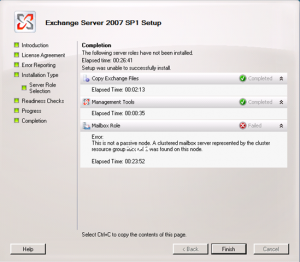 Exchange Server 2007 SP1 Setup
Introduction
License Agreement
Error Reporting
Installation Type
Server Role
Selection
Readiness Checks
Progress
Completion
Completion
The following server roles have not been installed.
Elapsed time: 00:26:41
Setup was unable to successfully install.
Copy Exchange Files
Completed
Elapsed Time: 00:02:13
Management Tools
Completed
Elapsed Time: 00:00:35
Mailbox Role
Failed
Error:
This is not a passive node. A clustered mailbox server represented by the cluster
resource group was found on this node.
Elapsed Time: 00:23:52
Select Ctrl+C to copy the contents of this page.
Help
< Back
Finish
Cancel